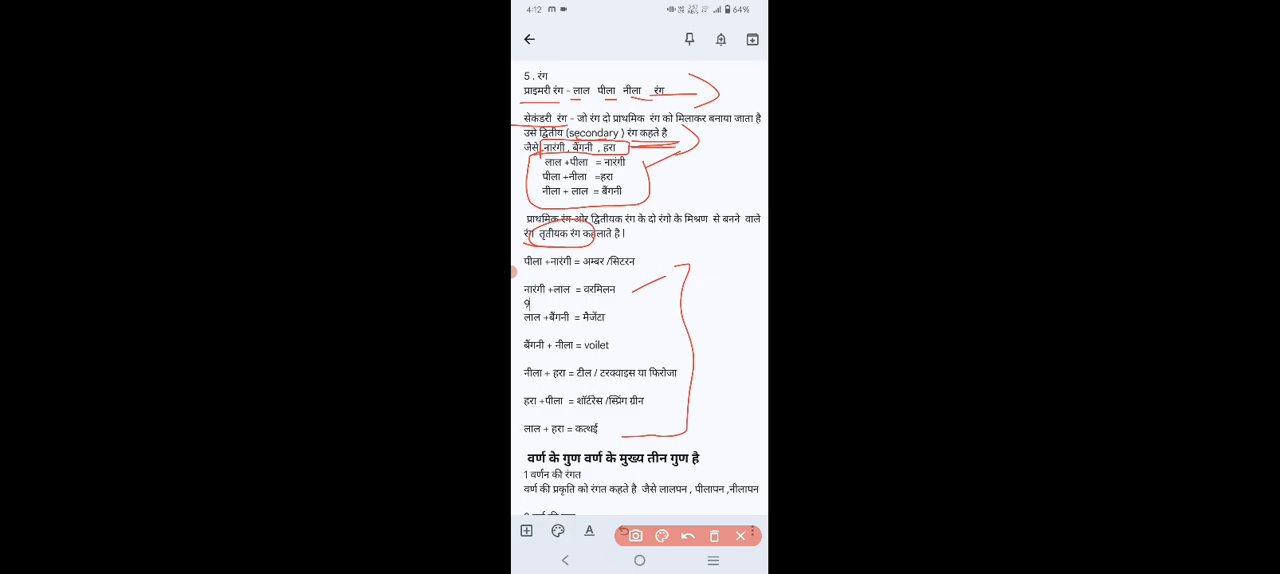 4:12 64%
5 . रंग
प्राइमरी रंग - लाल पीला नीला रंग
सेकंडरी रंग - जो रंग दो प्राथमिक रंग को मिलाकर बनाया जाता है
उसे द्वितीय (secondary ) रंग कहते है
जैसे नारंगी , बैंगनी , हरा
लाल +पीला = नारंगी
पीला +नीला =हरा
नीला + लाल = बैंगनी
प्राथमिक रंग ओर द्वितीयक रंग के दो रंगो के मिश्रण से बनने वाले
रंग तृतीयक रंग कहलाते है l
पीला +नारंगी = अम्बर /सिटरन
नारंगी +लाल = वरमिलन
9
लाल +बैंगनी = मैजेंटा
बैंगनी + नीला = voilet
नीला + हरा = टील / टरक्वाइस या फिरोजा
हरा +पीला = शॉर्टरेस /स्प्रिंग ग्रीन
लाल + हरा = कत्थई
वर्ण के गुण वर्ण के मुख्य तीन गुण है
1 वर्णन की रंगत
वर्ण की प्रकृति को रंगत कहते है जैसे लालपन , पीलापन ,नीलापन